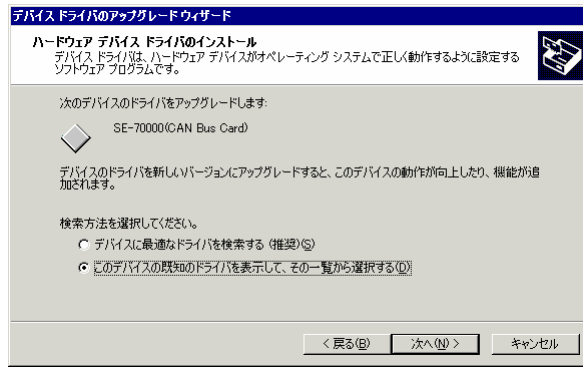 デバイス ドライバのアップグレード ウィザード
ハードウェア デバイス ドライバのインストール
デバイス ドライバは、ハードウェア デバイスがオペレーティング システムで正しく動作するように設定する
ソフトウェア プログラムです。
次のデバイスのドライバをアップグレードします:
SE-70000(CAN Bus Card)
デバイスのドライバを新しいバージョンにアップグレードすると、このデバイスの動作が向上したり、機能が追
加されます。
検索方法を選択してください。
デバイスに最適なドライバを検索する (推奨)(S)
このデバイスの既知のドライバを表示して、その一覧から選択する(D)
< 戻る(B) 次へ(N) > キャンセル